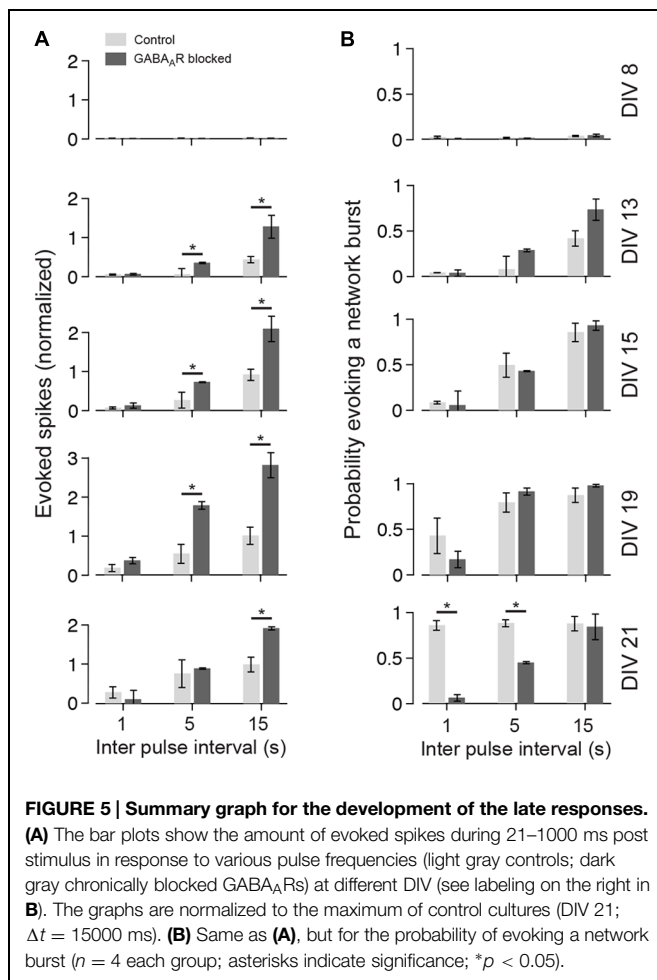 A
Control
GABAAR blocked
B
2
1
0
1
0.5
0
DIV 8
2
1
0
*
*
1
0.5
0
DIV 13
2
1
0
*
*
1
0.5
0
DIV 15
3
2
1
0
*
*
1
0.5
0
DIV 19
2
1
0
*
1
0.5
0
*
*
DIV 21
Evoked spikes (normalized)
Probability evoking a network burst
1 5 15
Inter pulse interval (s)
1 5 15
Inter pulse interval (s)
FIGURE 5 | Summary graph for the development of the late responses.
(A) The bar plots show the amount of evoked spikes during 21–1000 ms post
stimulus in response to various pulse frequencies (light gray controls; dark
gray chronically blocked GABAARs) at different DIV (see labeling on the right in
B). The graphs are normalized to the maximum of control cultures (DIV 21;
Δt = 15000 ms). (B) Same as (A), but for the probability of evoking a network
burst (n = 4 each group; asterisks indicate significance; *p < 0.05).